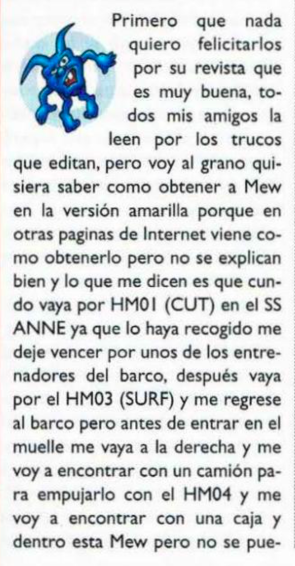 Primero que nada
quiero felicitarlos
por su revista que
es muy buena, to-
dos mis amigos la
leen por los trucos
que editan, pero voy al grano qui-
siera saber como obtener a Mew
en la versión amarilla porque en
otras paginas de Internet viene co-
mo obtenerlo pero no se explican
bien y lo que me dicen es que cun-
do vaya por HM01 (CUT) en el SS
ANNE ya que lo haya recogido me
deje vencer por unos de los entre-
nadores del barco, después vaya
por el HM03 (SURF) y me regrese
al barco pero antes de entrar en el
muelle me vaya a la derecha y me
voy a encontrar con un camión pa-
ra empujarlo con el HM04 y me
voy a encontrar con una caja y
dentro esta Mew pero no se pue-